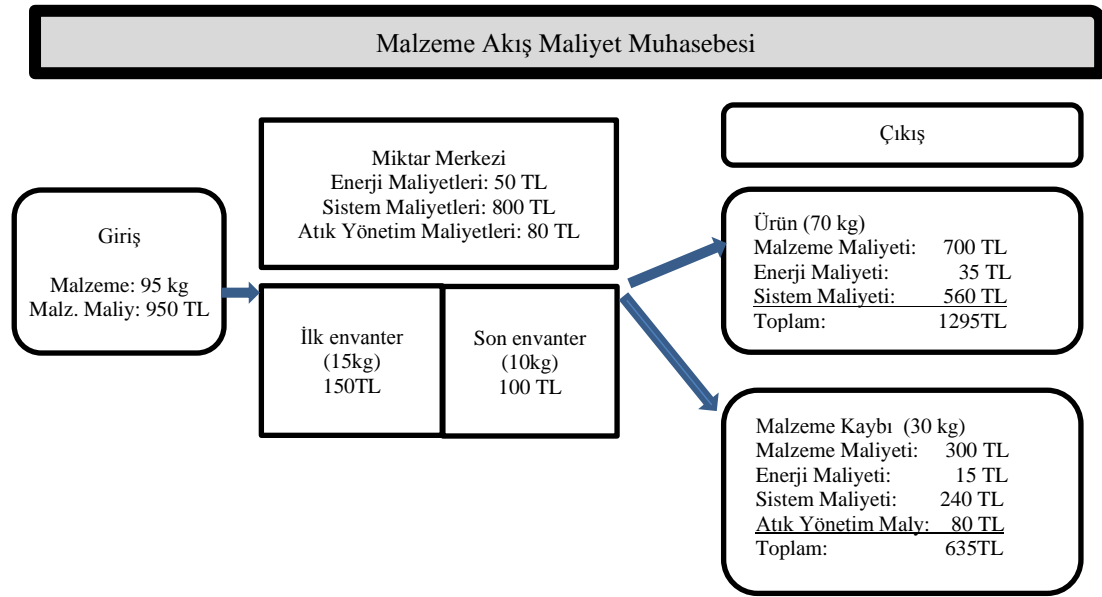 Malzeme Akış Maliyet Muhasebesi
Giriş
Malzeme: 95 kg
Malz. Maliy: 950 TL
Miktar Merkezi
Enerji Maliyetleri: 50 TL
Sistem Maliyetleri: 800 TL
Atık Yönetim Maliyetleri: 80 TL
İlk envanter
(15kg)
150TL
Son envanter
(10kg)
100 TL
Çıkış
Ürün (70 kg)
Malzeme Maliyeti: 700 TL
Enerji Maliyeti: 35 TL
Sistem Maliyeti: 560 TL
Toplam: 1295TL
Malzeme Kaybı (30 kg)
Malzeme Maliyeti: 300 TL
Enerji Maliyeti: 15 TL
Sistem Maliyeti: 240 TL
Atık Yönetim Maly: 80 TL
Toplam: 635TL